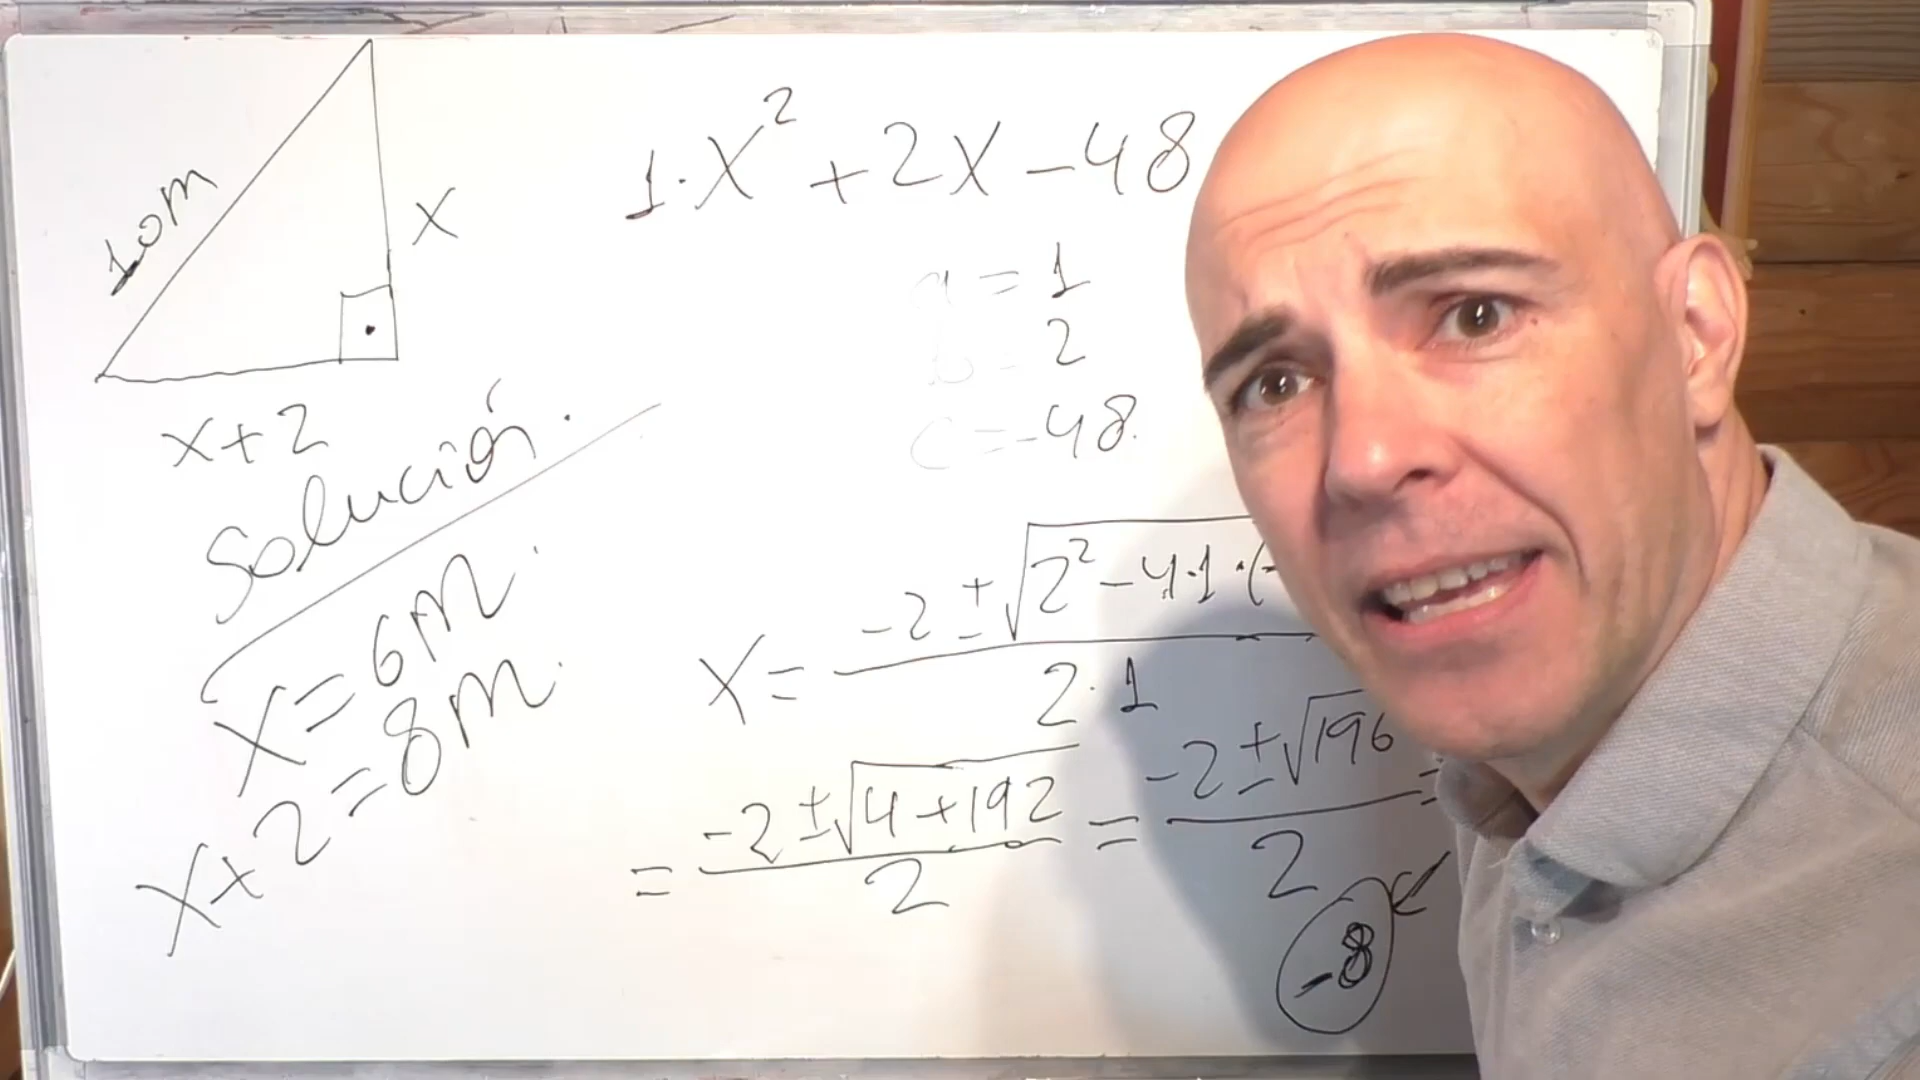 10m
x
x+2
Solución.
x=6m.
x+2=8m.
1·x² +2x-48
a=1
b=2
c=-48.
x= -2±√2²-4·1·(-
2·1
= -2±√4+192 = -2±√196 =
2 2
-8